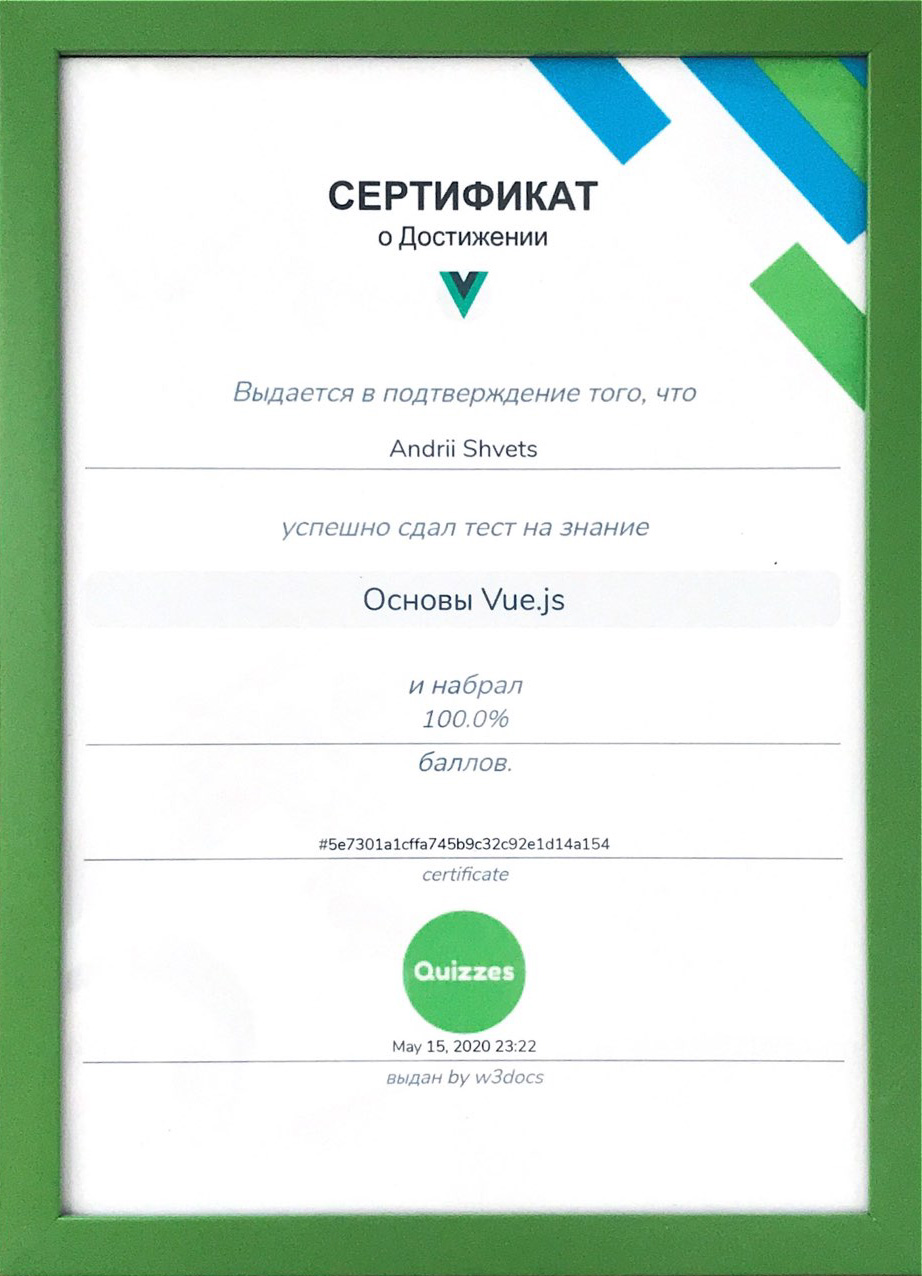 СЕРТИФИКАТ
о Достижении
Выдается в подтверждение того, что
Andrii Shvets
успешно сдал тест на знание
Основы Vue.js
и набрал
100.0%
баллов.
#5e7301a1cffa745b9c32c92e1d14a154
certificate
Quizzes
May 15, 2020 23:22
выдан by w3docs